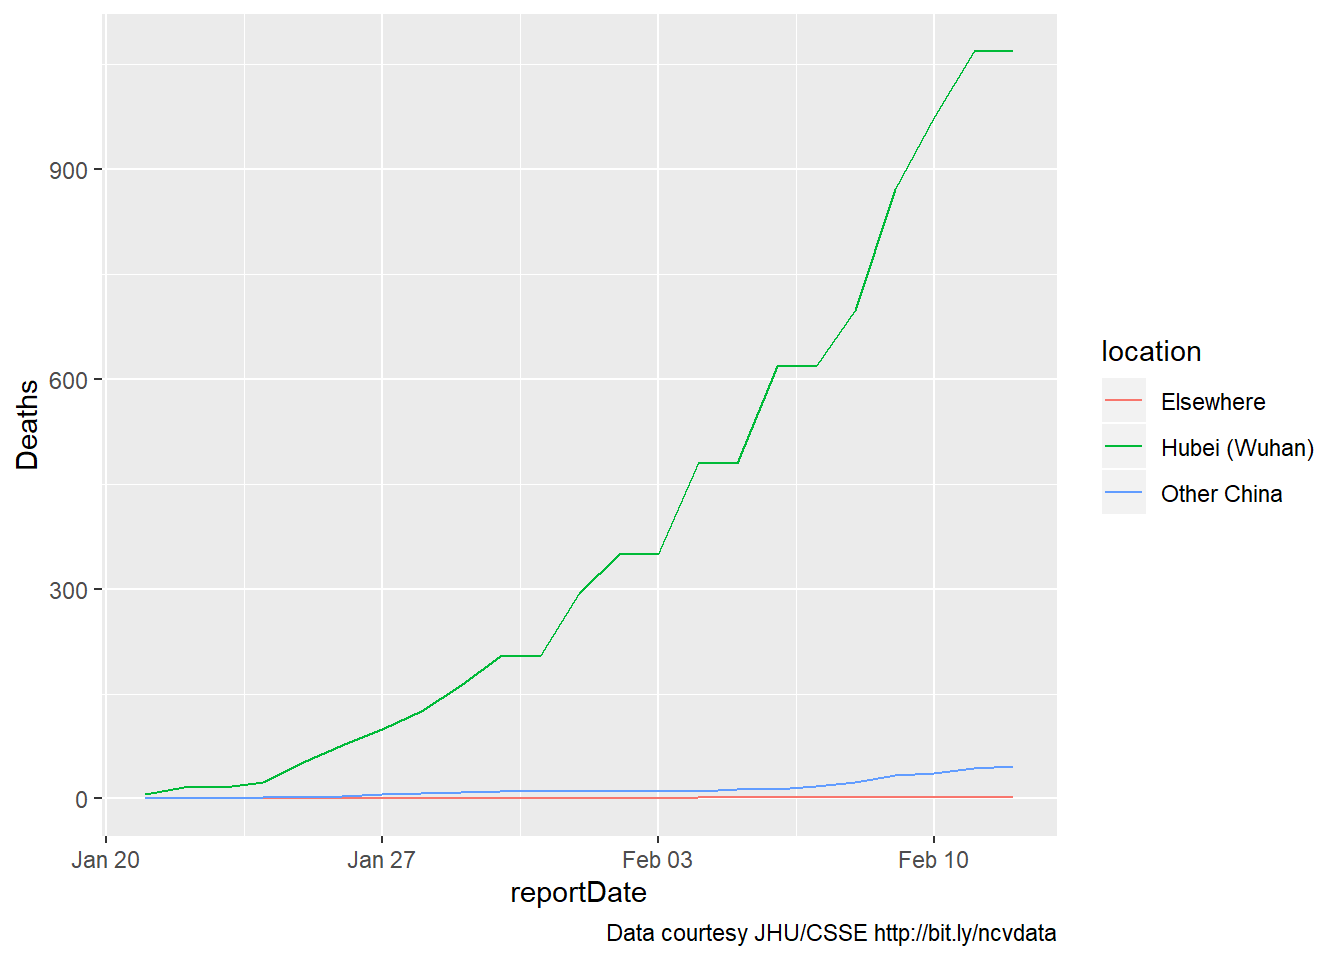 900
600
300
0
Deaths
Jan 20
Jan 27
Feb 03
Feb 10
reportDate
location
Elsewhere
Hubei (Wuhan)
Other China
Data courtesy JHU/CSSE http://bit.ly/ncvdata